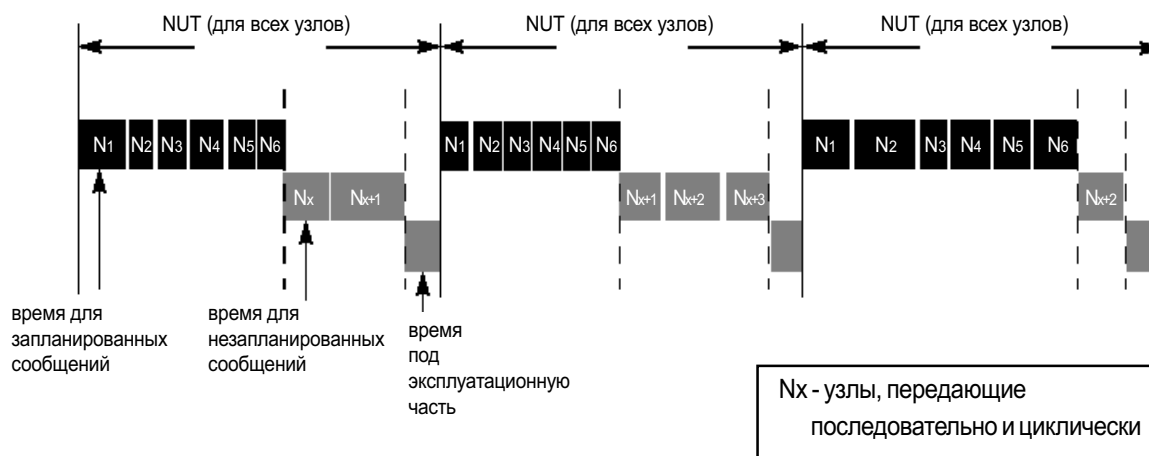 NUT (для всех узлов) NUT (для всех узлов) NUT (для всех узлов)
N1 N2 N3 N4 N5 N6 N1 N2 N3 N4 N5 N6 N1 N2 N3 N4 N5 N6
Nx Nx+1 Nx+1 Nx+2 Nx+3 Nx+2
время для
запланированных
сообщений
время для
незапланированных
сообщений
время
под
эксплуатационную
часть
Nx - узлы, передающие
последовательно и циклически